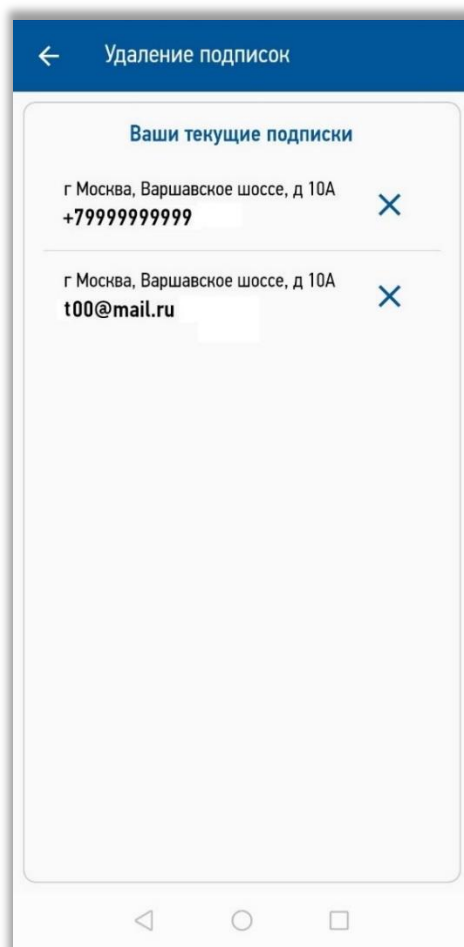 Удаление подписок
Ваши текущие подписки
г Москва, Варшавское шоссе, д 10А
+79999999999
г Москва, Варшавское шоссе, д 10А
t00@mail.ru